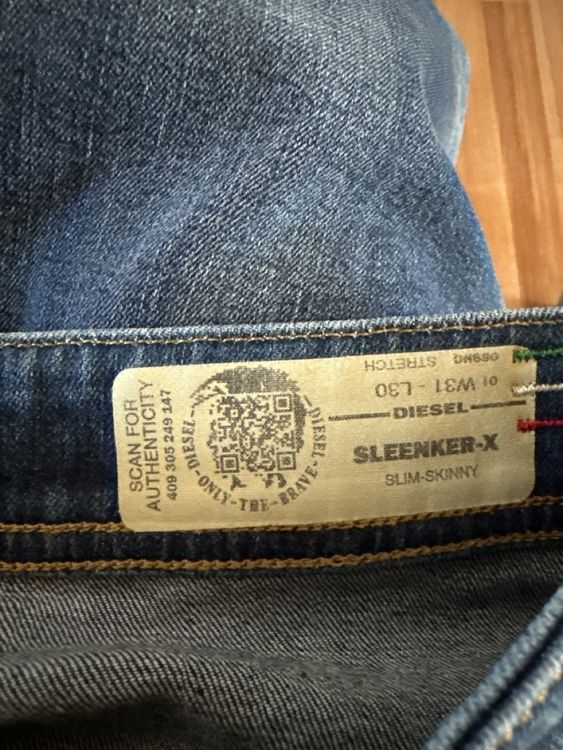 SCAN FOR
AUTHENTICITY
409 305 249 147
DIESEL
ONLY-THE-BRAVE
DIESEL
STRETCH
01 W31 - L30
DIESEL
SLEENKER-X
SLIM-SKINNY